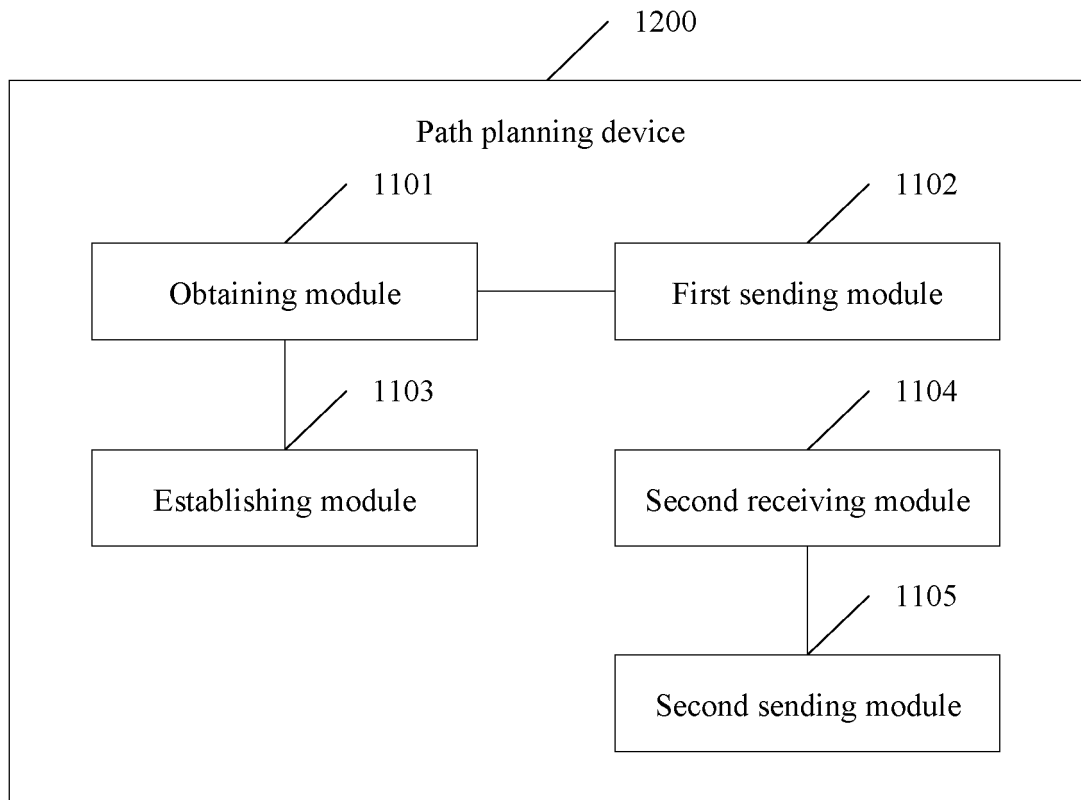 1200
Path planning device
1101
1102
Obtaining module
First sending module
1103
1104
Establishing module
Second receiving module
1105
Second sending module